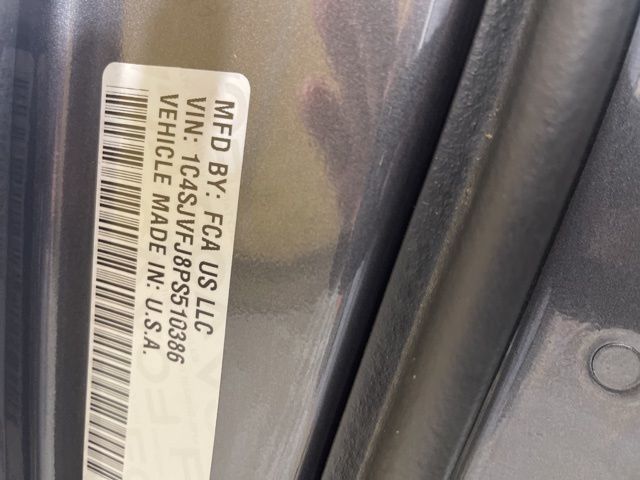 MFD BY: FCA US LLC
VIN: 1C4SJVFJ8PS510386
VEHICLE MADE IN: U.S.A.